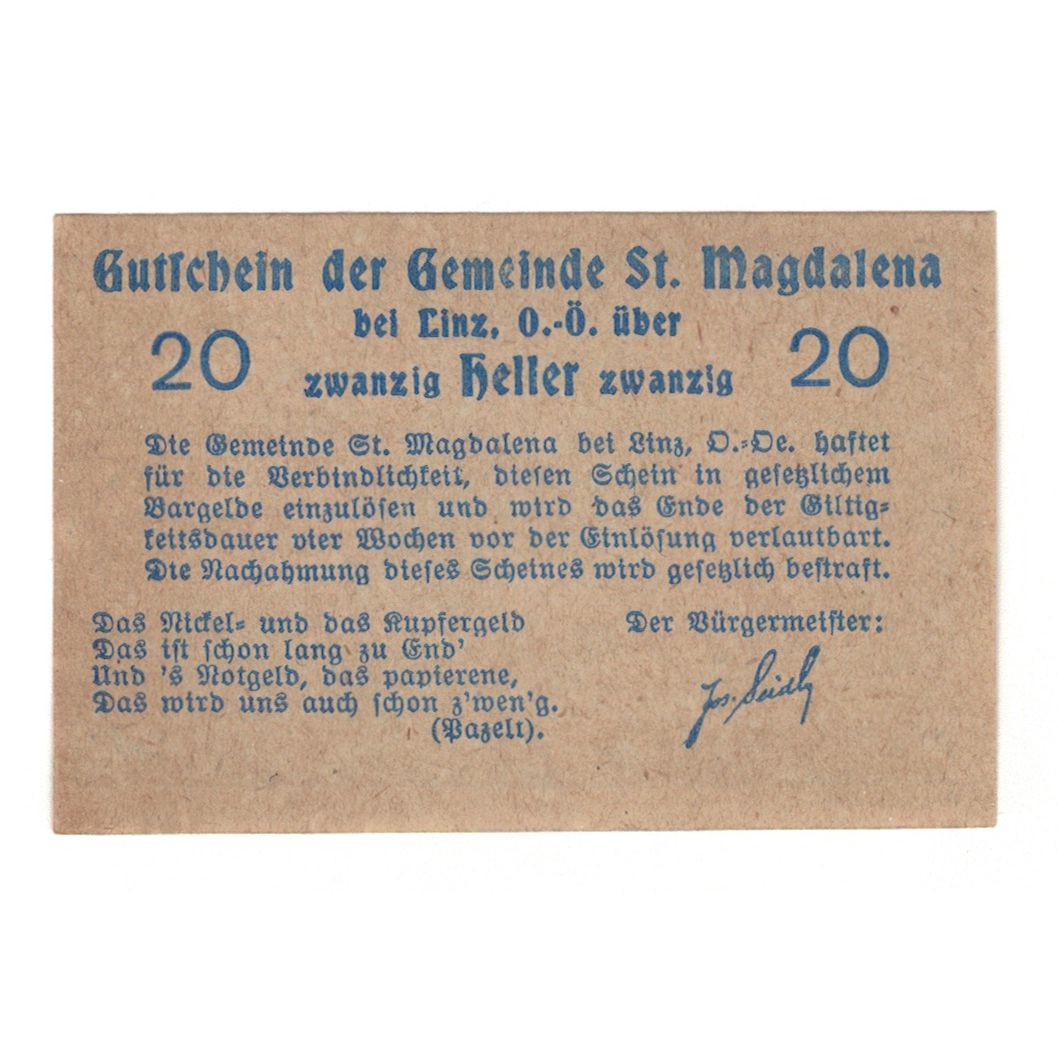 Gutschein der Gemeinde St. Magdalena
bei Linz, O.-Ö. über
20 zwanzig Heller zwanzig 20
Die Gemeinde St. Magdalena bei Linz, O.-Oe. haftet
für die Verbindlichkeit, diesen Schein in gesetzlichem
Bargelde einzulösen und wird das Ende der Giltig-
keitsdauer vier Wochen vor der Einlösung verlautbart.
Die Nachahmung dieses Scheines wird gesetzlich bestraft.
Das Nickel- und das Kupfergeld
Das ist schon lang zu End'
Und 's Notgeld, das papierene,
Das wird uns auch schon z'wen'g.
(Pazelt).
Der Bürgermeister:
Jos. Seidl